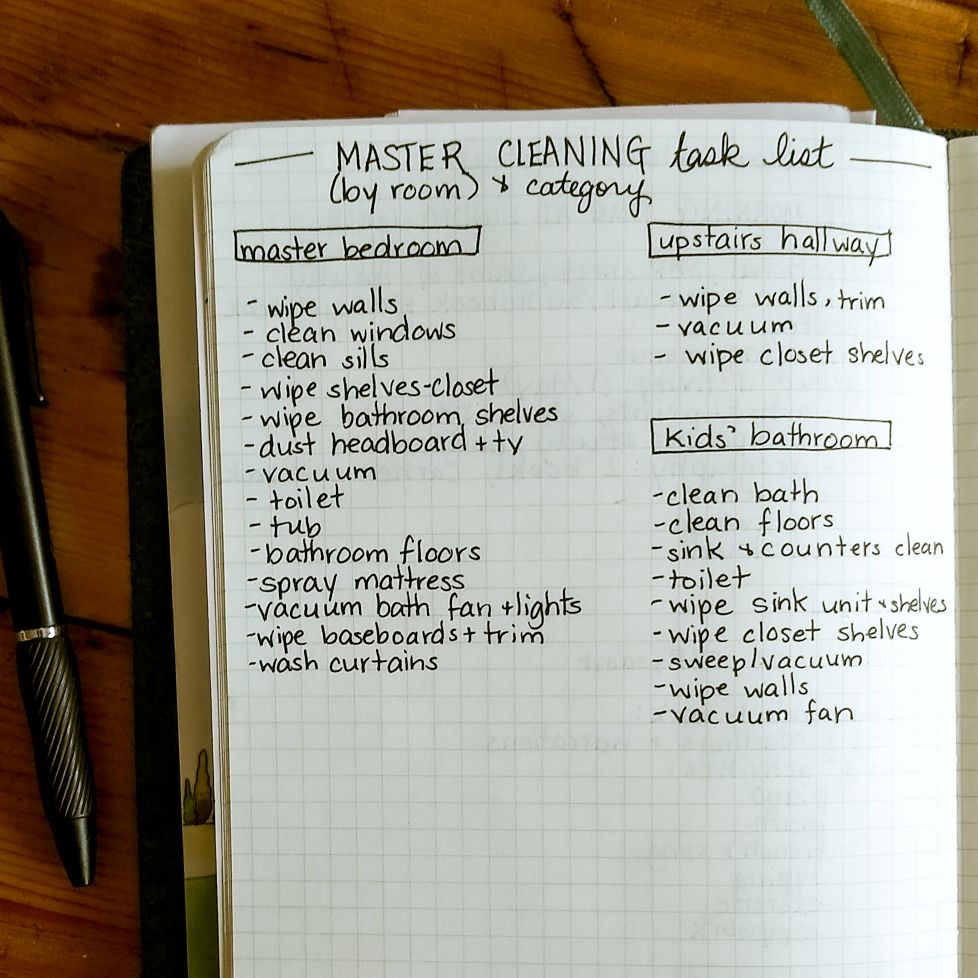 MASTER CLEANING task list
(by room) & category
master bedroom
- wipe walls
- clean windows
- clean sills
- wipe shelves-closet
- wipe bathroom shelves
- dust headboard + tv
- vacuum
- toilet
- tub
- bathroom floors
- spray mattress
- vacuum bath fan + lights
- wipe baseboards + trim
- wash curtains
upstairs hallway
- wipe walls, trim
- vacuum
- wipe closet shelves
Kids' bathroom
- clean bath
- clean floors
- sink & counters clean
- toilet
- wipe sink unit & shelves
- wipe closet shelves
- sweep/vacuum
- wipe walls
- vacuum fan